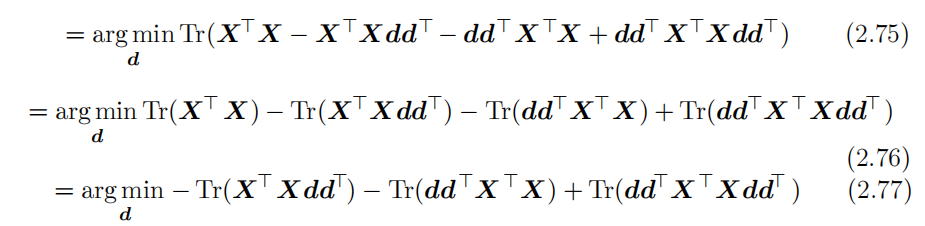 = arg min Tr(X⊤X − X⊤Xdd⊤ − dd⊤X⊤X + dd⊤X⊤Xdd⊤) (2.75)
d
= arg min Tr(X⊤X) − Tr(X⊤Xdd⊤) − Tr(dd⊤X⊤X) + Tr(dd⊤X⊤Xdd⊤)
d
(2.76)
= arg min − Tr(X⊤Xdd⊤) − Tr(dd⊤X⊤X) + Tr(dd⊤X⊤Xdd⊤) (2.77)
d